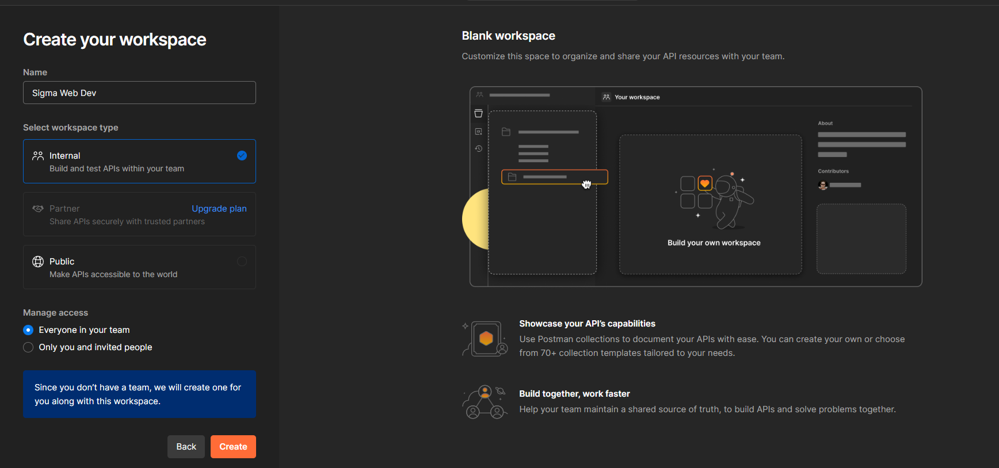 Create your workspace
Name
Sigma Web Dev
Select workspace type
Internal
Build and test APIs within your team
Partner
Upgrade plan
Share APIs securely with trusted partners
Public
Make APIs accessible to the world
Manage access
Everyone in your team
Only you and invited people
Since you don’t have a team, we will create one for
you along with this workspace.
Back
Create
Blank workspace
Customize this space to organize and share your API resources with your team.
Your workspace
About
Contributors
Build your own workspace
Showcase your API’s capabilities
Use Postman collections to document your APIs with ease. You can create your own or choose
from 70+ collection templates tailored to your needs.
Build together, work faster
Help your team maintain a shared source of truth, to build APIs and solve problems together.